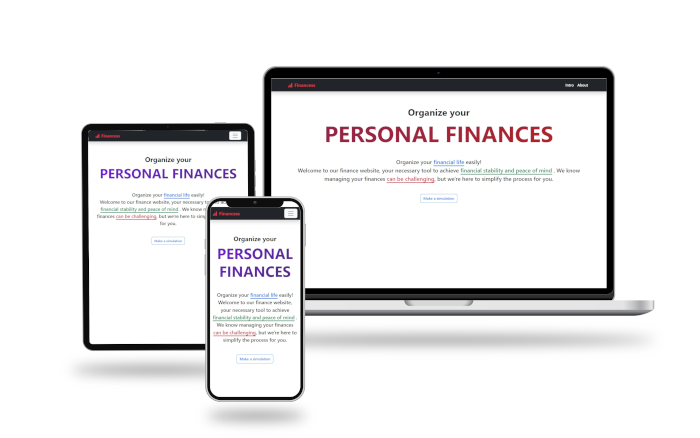 Finances
About
Organize your
PERSONAL FINANCES
Organize your financial life easily!
Welcome to our finance website, your necessary tool to achieve financial stability and peace of mind . We know
managing your finances can be challenging, but we're here to simplify the process for you.
Make a simulation
Finances
Organize your
PERSONAL FINANCES
Organize your financial life easily!
Welcome to our finance website, your necessary
financial stability and peace of mind . We know
finances can be challenging, but we're here to
for you.
Make a simulation
Finances
Organize your
PERSONAL
FINANCES
Organize your financial life easily!
Welcome to our finance website,
your necessary tool to achieve
financial stability and peace of mind .
We know managing your finances
can be challenging, but we're here to
simplify the process for you.
Make a simulation